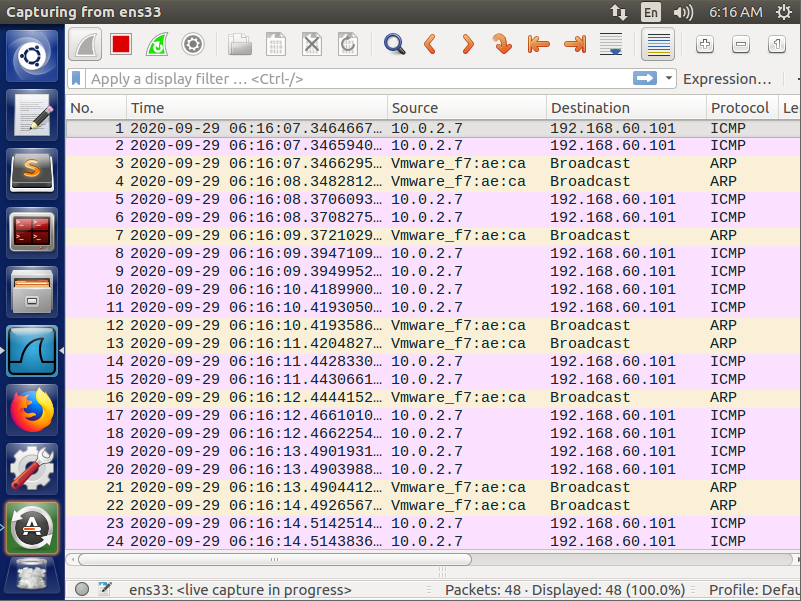 Capturing from ens33 En 6:16 AM
Apply a display filter … <Ctrl-/> Expression…
No. Time Source Destination Protocol Le
1 2020-09-29 06:16:07.3464667… 10.0.2.7 192.168.60.101 ICMP
2 2020-09-29 06:16:07.3465940… 10.0.2.7 192.168.60.101 ICMP
3 2020-09-29 06:16:07.3466295… Vmware_f7:ae:ca Broadcast ARP
4 2020-09-29 06:16:08.3482812… Vmware_f7:ae:ca Broadcast ARP
5 2020-09-29 06:16:08.3706093… 10.0.2.7 192.168.60.101 ICMP
6 2020-09-29 06:16:08.3708275… 10.0.2.7 192.168.60.101 ICMP
7 2020-09-29 06:16:09.3721029… Vmware_f7:ae:ca Broadcast ARP
8 2020-09-29 06:16:09.3947109… 10.0.2.7 192.168.60.101 ICMP
9 2020-09-29 06:16:09.3949952… 10.0.2.7 192.168.60.101 ICMP
10 2020-09-29 06:16:10.4189900… 10.0.2.7 192.168.60.101 ICMP
11 2020-09-29 06:16:10.4193050… 10.0.2.7 192.168.60.101 ICMP
12 2020-09-29 06:16:10.4193586… Vmware_f7:ae:ca Broadcast ARP
13 2020-09-29 06:16:11.4204827… Vmware_f7:ae:ca Broadcast ARP
14 2020-09-29 06:16:11.4428330… 10.0.2.7 192.168.60.101 ICMP
15 2020-09-29 06:16:11.4430661… 10.0.2.7 192.168.60.101 ICMP
16 2020-09-29 06:16:12.4444152… Vmware_f7:ae:ca Broadcast ARP
17 2020-09-29 06:16:12.4661010… 10.0.2.7 192.168.60.101 ICMP
18 2020-09-29 06:16:12.4662254… 10.0.2.7 192.168.60.101 ICMP
19 2020-09-29 06:16:13.4901931… 10.0.2.7 192.168.60.101 ICMP
20 2020-09-29 06:16:13.4903988… 10.0.2.7 192.168.60.101 ICMP
21 2020-09-29 06:16:13.4904412… Vmware_f7:ae:ca Broadcast ARP
22 2020-09-29 06:16:14.4926567… Vmware_f7:ae:ca Broadcast ARP
23 2020-09-29 06:16:14.5142514… 10.0.2.7 192.168.60.101 ICMP
24 2020-09-29 06:16:14.5143836… 10.0.2.7 192.168.60.101 ICMP
ens33: <live capture in progress> Packets: 48 · Displayed: 48 (100.0%) Profile: Defau